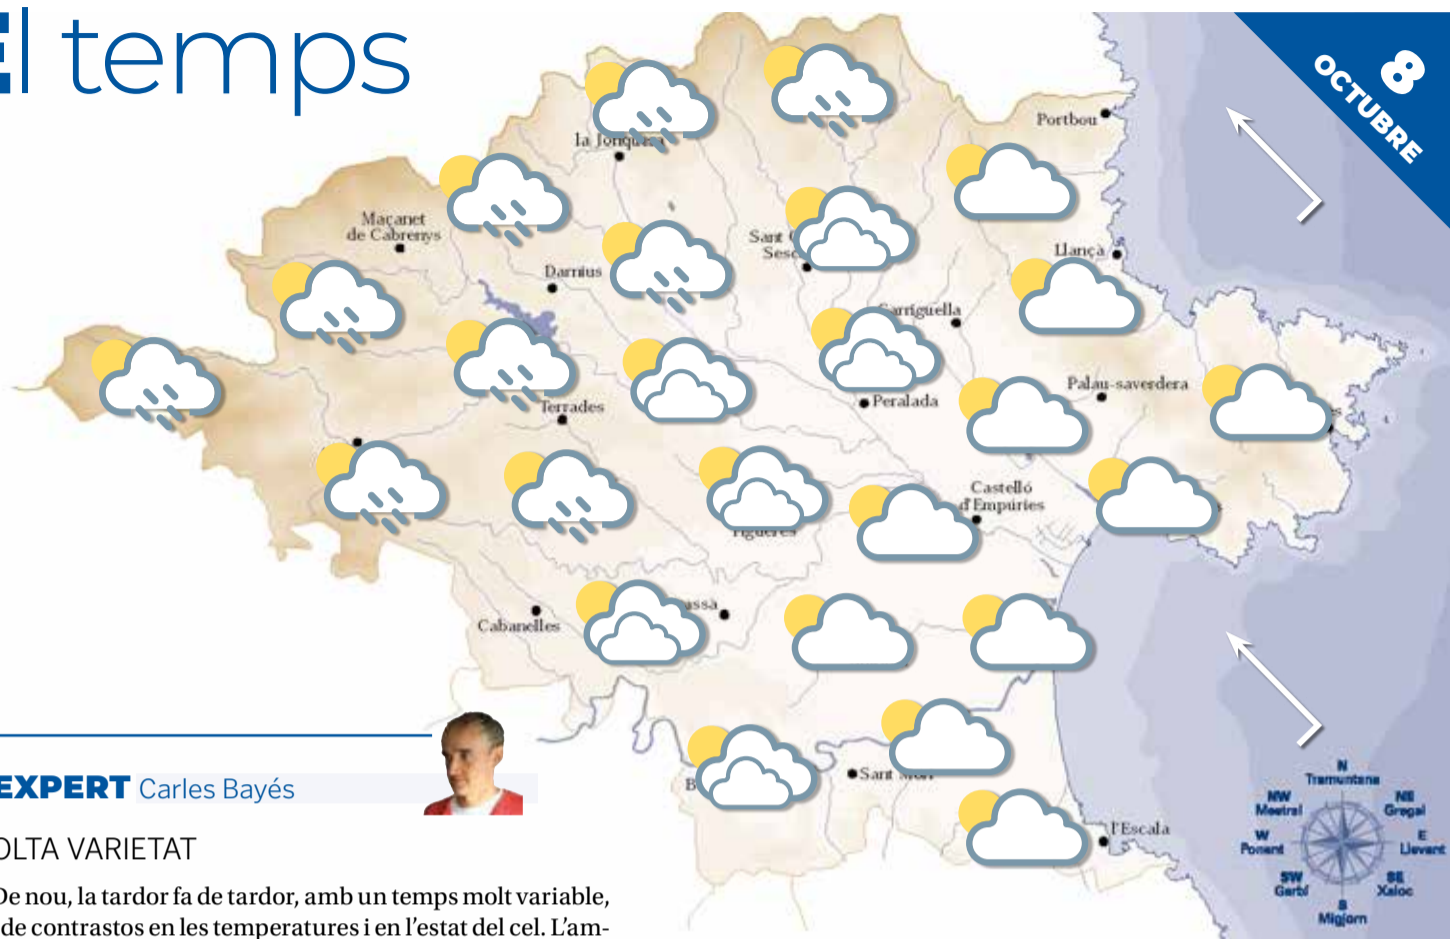 El temps
8
OCTUBRE
Portbou
la Jonquera
Maçanet
de Cabrenys
Sant
Llançà
Darnius
Garriguella
Palau-saverdera
Peralada
Terrades
Castelló
d'Empúries
Figueres
Cabanelles
Sant Mori
l'Escala
EXPERT Carles Bayés
OLTA VARIETAT
De nou, la tardor fa de tardor, amb un temps molt variable,
de contrastos en les temperatures i en l'estat del cel. L'am-
N
Tramuntana
NW
Mestral
NE
Gregal
W
Ponent
E
Llevant
SW
Garbí
SE
Xaloc
S
Migjorn